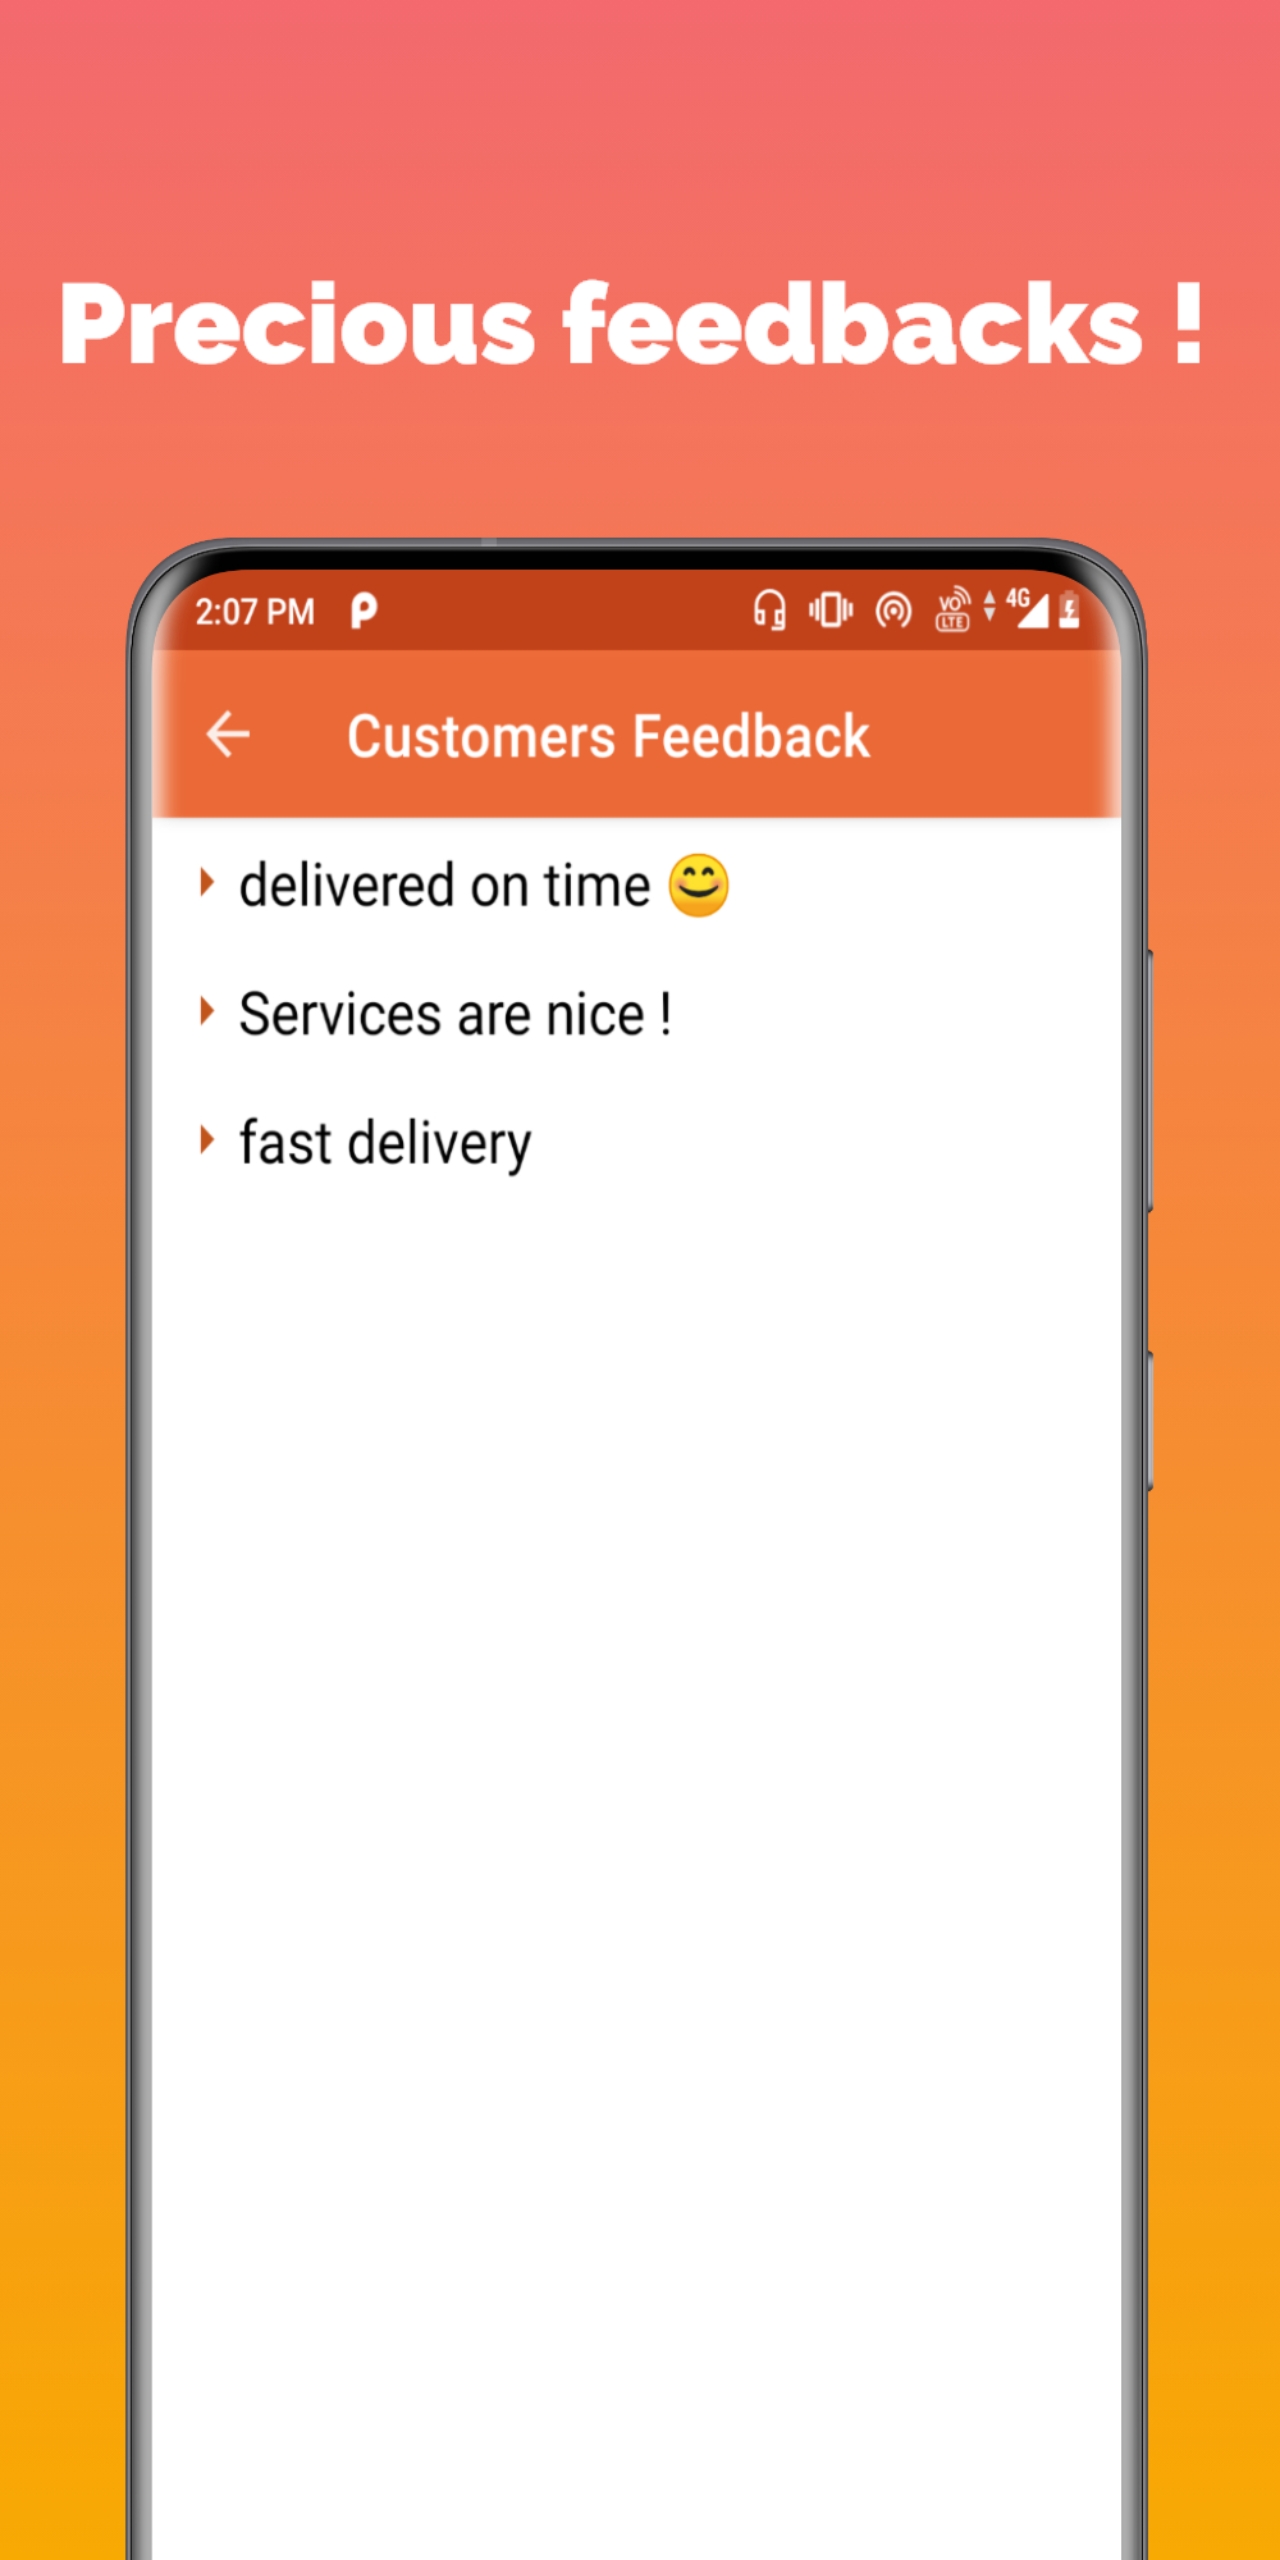 Precious feedbacks !
2:07 PM
VO LTE 4G
Customers Feedback
delivered on time 😊
Services are nice !
fast delivery